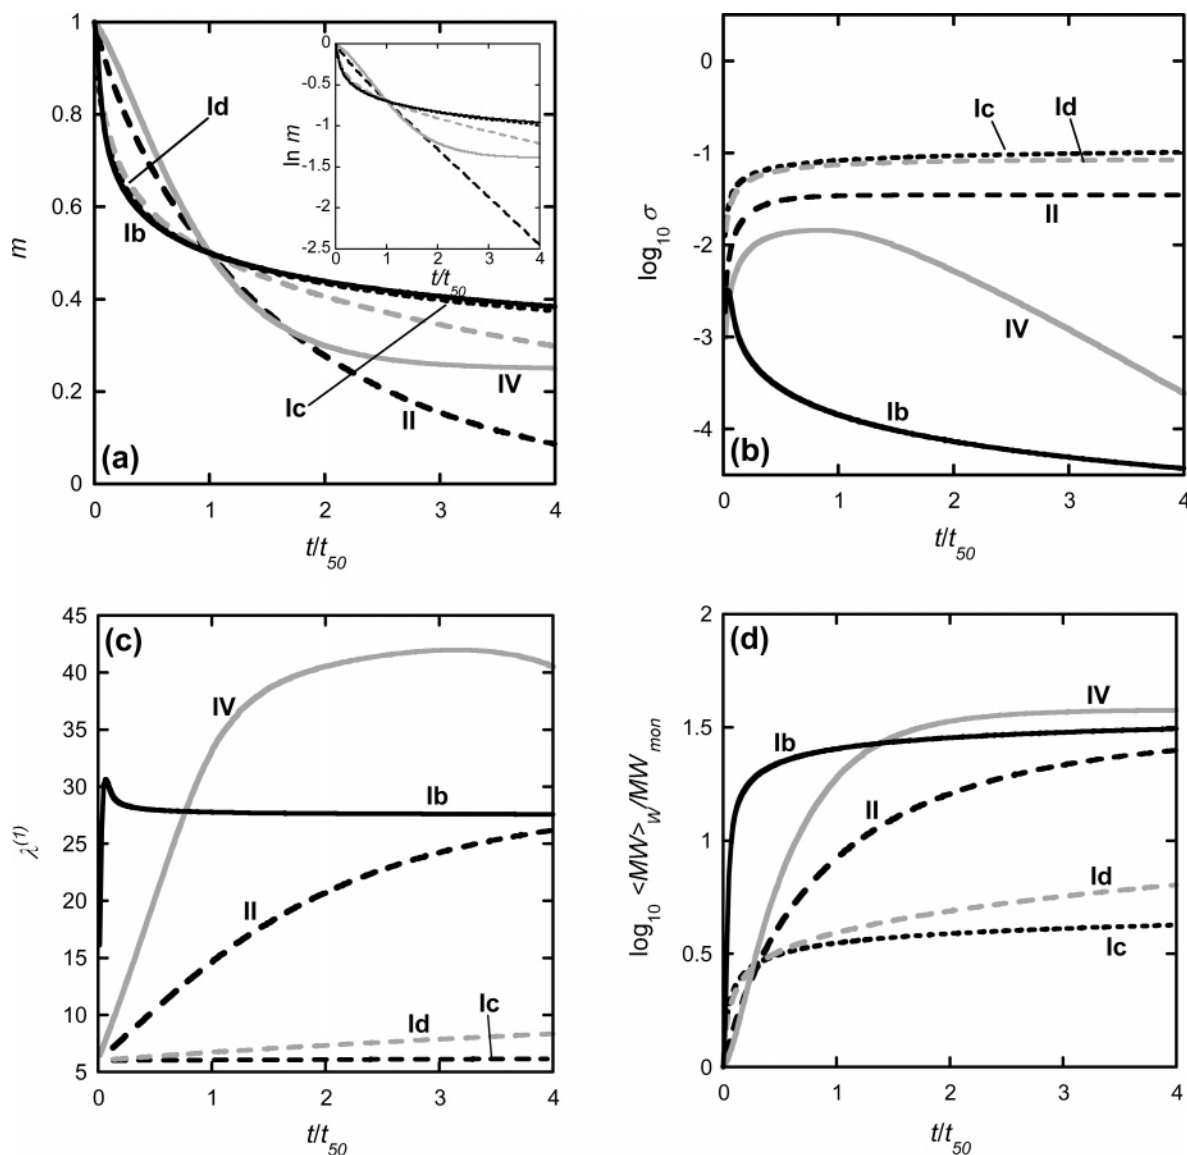 (a)
m
1
0.8
0.6
0.4
0.2
0
0 1 2 3 4
t/t50
Id
Ib
Ic
IV
II
ln m
0
-0.5
-1.0
-1.5
-2.0
-2.5
0 1 2 3 4
t/t50
(b)
log10 σ
0
-1
-2
-3
-4
0 1 2 3 4
t/t50
Ic
Id
II
IV
Ib
(c)
λ(1)
45
40
35
30
25
20
15
10
5
0 1 2 3 4
t/t50
IV
Ib
II
Id
Ic
(d)
log10 <MW>w/MWmon
2
1.5
1
0.5
0
0 1 2 3 4
t/t50
IV
Ib
II
Id
Ic